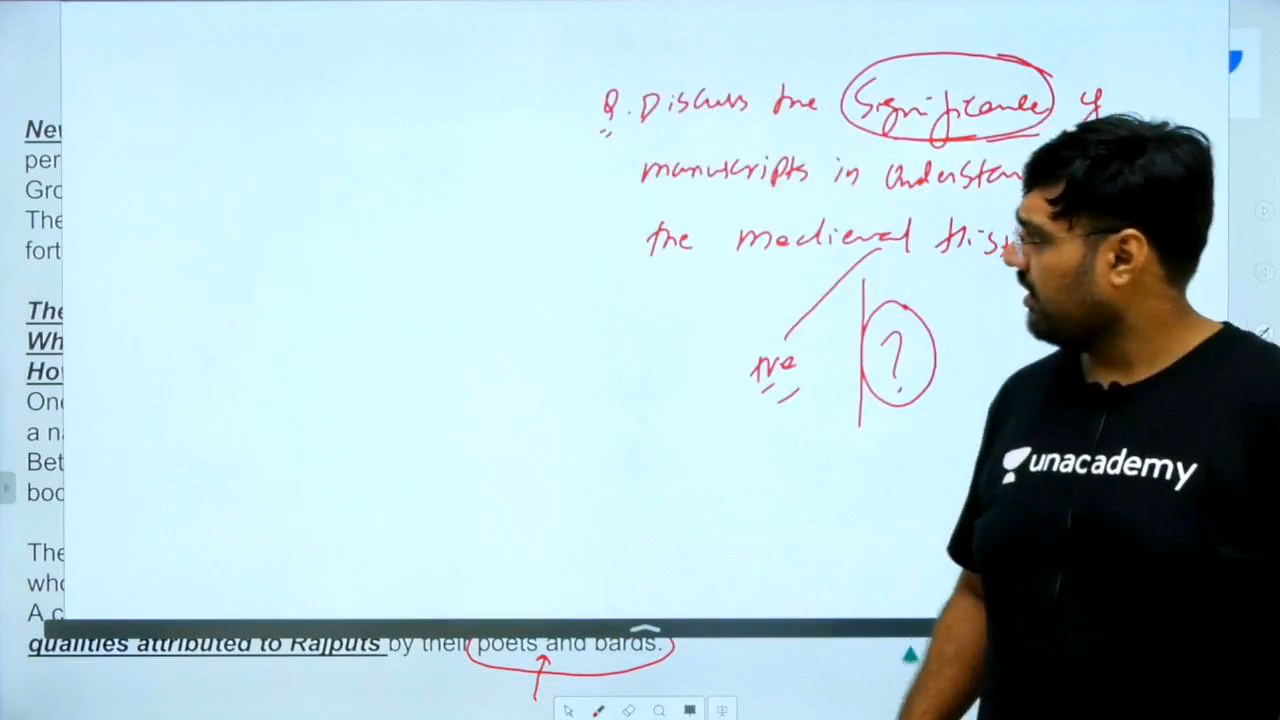 Q. Discuss the Significance of
manuscripts in understan
the medieval Hist
+ve
?
New
per
Gro
The
fort
The
Wh
How
One
a n
Bet
boo
The
who
A c
qualities attributed to Rajputs by their poets and bards.
unacademy